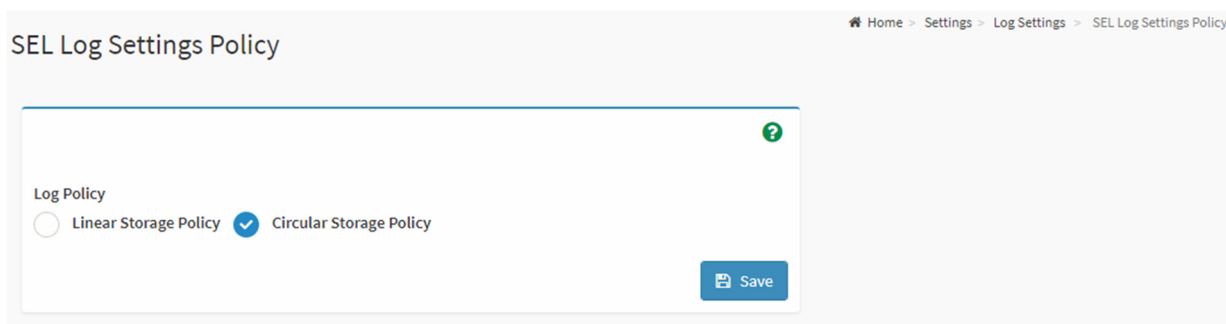 Home > Settings > Log Settings > SEL Log Settings Policy
SEL Log Settings Policy
?
Log Policy
Linear Storage Policy Circular Storage Policy
Save